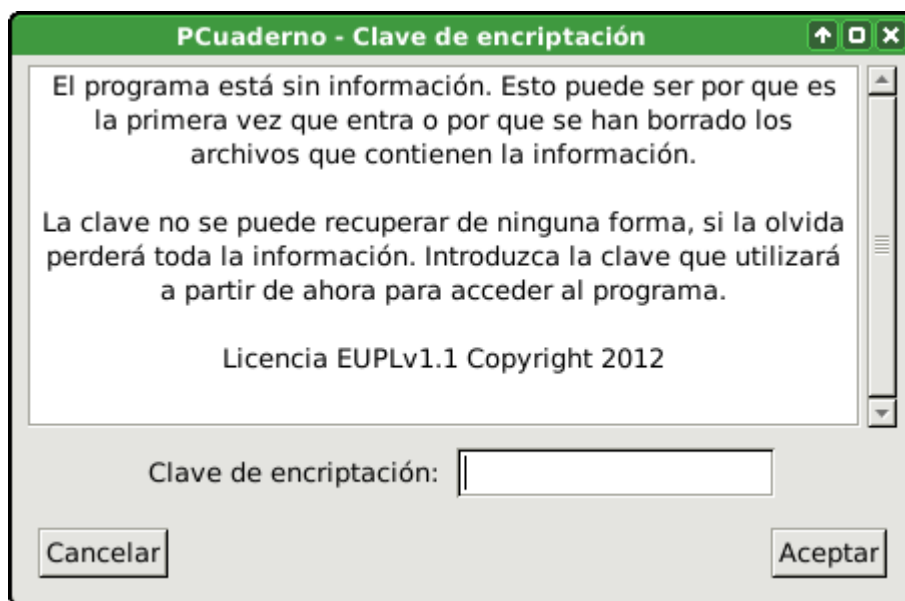 PCuaderno - Clave de encriptación
El programa está sin información. Esto puede ser por que es
la primera vez que entra o por que se han borrado los
archivos que contienen la información.
La clave no se puede recuperar de ninguna forma, si la olvida
perderá toda la información. Introduzca la clave que utilizará
a partir de ahora para acceder al programa.
Licencia EUPLv1.1 Copyright 2012
Clave de encriptación:
Cancelar
Aceptar